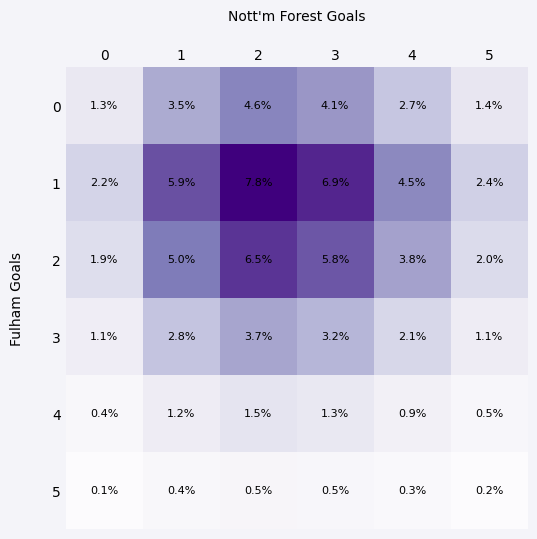 Nott'm Forest Goals
0 1 2 3 4 5
0 1.3% 3.5% 4.6% 4.1% 2.7% 1.4%
1 2.2% 5.9% 7.8% 6.9% 4.5% 2.4%
2 1.9% 5.0% 6.5% 5.8% 3.8% 2.0%
3 1.1% 2.8% 3.7% 3.2% 2.1% 1.1%
4 0.4% 1.2% 1.5% 1.3% 0.9% 0.5%
5 0.1% 0.4% 0.5% 0.5% 0.3% 0.2%
Fulham Goals